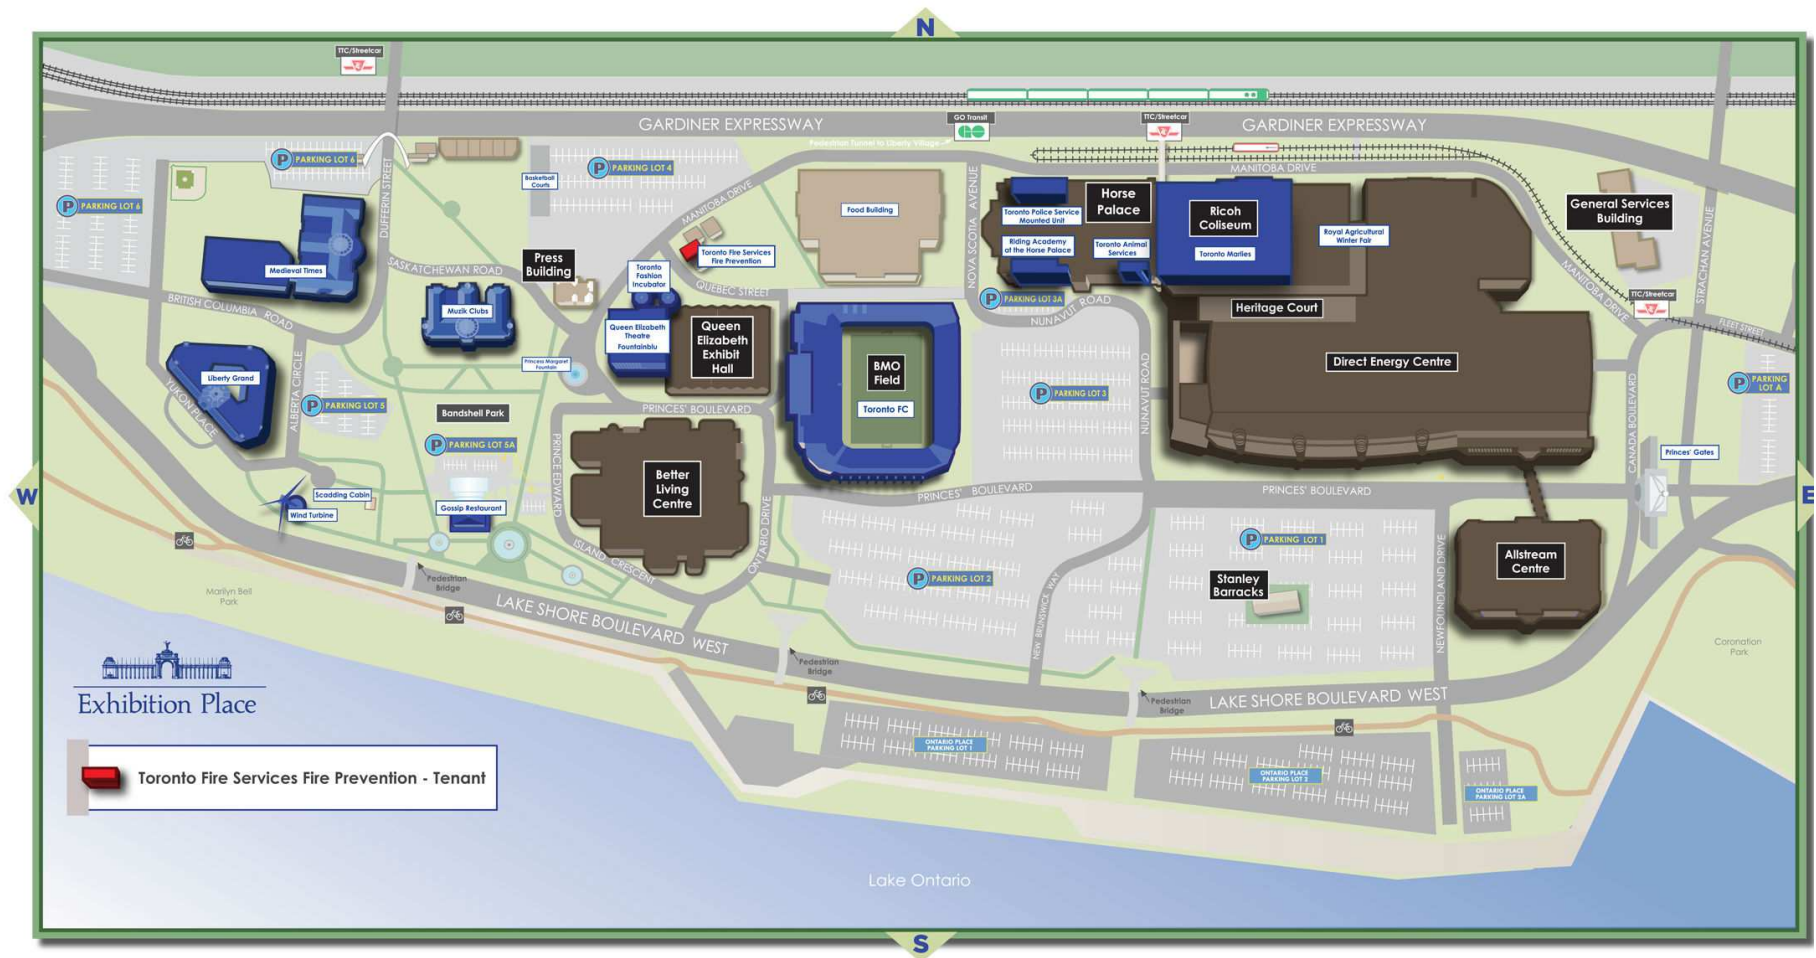 N
TTC/Streetcar
GARDINER EXPRESSWAY
GO Transit
TTC/Streetcar
GARDINER EXPRESSWAY
Pedestrian Tunnel to Liberty Village
PARKING LOT 6
PARKING LOT 6
DUFFERIN STREET
Basketball
Courts
PARKING LOT 4
MANITOBA DRIVE
Food Building
NOVA SCOTIA AVENUE
MANITOBA DRIVE
Horse
Palace
Toronto Police Service
Mounted Unit
Riding Academy
at the Horse Palace
Toronto Animal
Services
Ricoh
Coliseum
Toronto Marlies
Royal Agricultural
Winter Fair
General Services
Building
STRACHAN AVENUE
MANITOBA DRIVE
TTC/Streetcar
FLEET STREET
Medieval Times
SASKATCHEWAN ROAD
Press
Building
Toronto Fire Services
Fire Prevention
Toronto
Fashion
Incubator
QUEBEC STREET
BRITISH COLUMBIA ROAD
Muzik Clubs
Queen Elizabeth
Theatre
Fountainblu
Queen
Elizabeth
Exhibit
Hall
PARKING LOT 3A
NUNAVUT ROAD
Heritage Court
Direct Energy Centre
BMO
Field
Toronto FC
PARKING LOT 3
NUNAVUT ROAD
PARKING
LOT A
CANADA BOULEVARD
Princes' Gates
Liberty Grand
YUKON PLACE
ALBERTA CIRCLE
PARKING LOT 5
Princess Margaret
Fountain
Bandshell Park
PARKING LOT 5A
PRINCES' BOULEVARD
PRINCE EDWARD
ISLAND CRESCENT
Better
Living
Centre
ONTARIO DRIVE
PRINCES' BOULEVARD
PRINCES' BOULEVARD
W
E
Scadding Cabin
Wind Turbine
Gossip Restaurant
PARKING LOT 2
NEW BRUNSWICK WAY
PARKING LOT 1
Stanley
Barracks
NEWFOUNDLAND DRIVE
Allstream
Centre
Marilyn Bell
Park
Pedestrian
Bridge
LAKE SHORE BOULEVARD WEST
Pedestrian
Bridge
Pedestrian
Bridge
LAKE SHORE BOULEVARD WEST
Coronation
Park
Exhibition Place
ONTARIO PLACE
PARKING LOT 1
ONTARIO PLACE
PARKING LOT 2
ONTARIO PLACE
PARKING LOT 2A
Toronto Fire Services Fire Prevention - Tenant
Lake Ontario
S